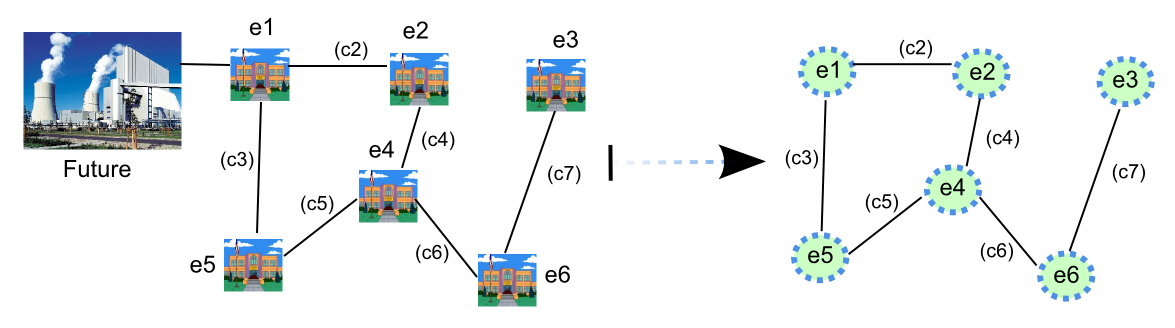 e1
e2
e3
(c2)
Future
(c3)
e4
(c4)
(c7)
(c5)
(c6)
e5
e6
e1
(c2)
e2
e3
(c3)
(c4)
(c7)
e4
(c5)
(c6)
e5
e6